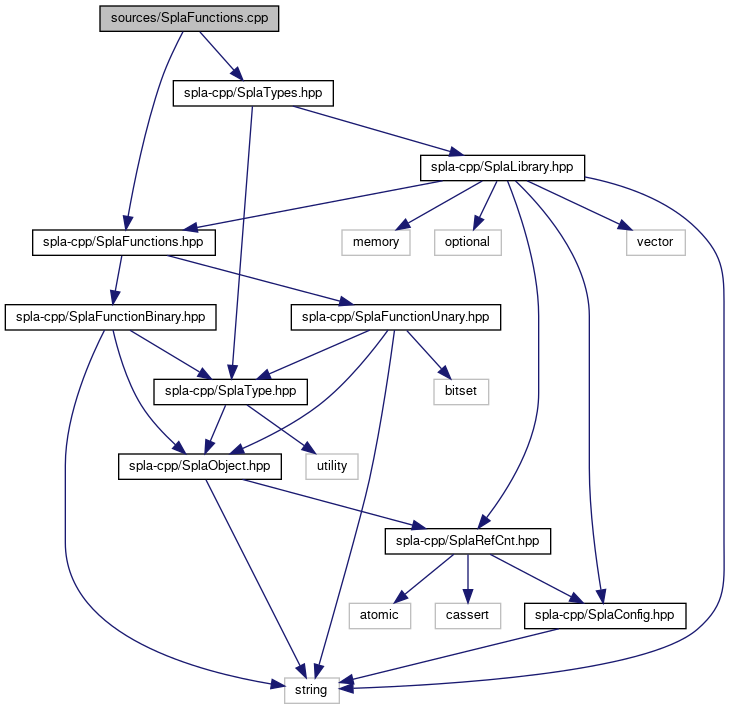 sources/SplaFunctions.cpp
spla-cpp/SplaTypes.hpp
spla-cpp/SplaLibrary.hpp
spla-cpp/SplaFunctions.hpp
memory
optional
vector
spla-cpp/SplaFunctionBinary.hpp
spla-cpp/SplaFunctionUnary.hpp
spla-cpp/SplaType.hpp
bitset
spla-cpp/SplaObject.hpp
utility
spla-cpp/SplaRefCnt.hpp
atomic
cassert
spla-cpp/SplaConfig.hpp
string